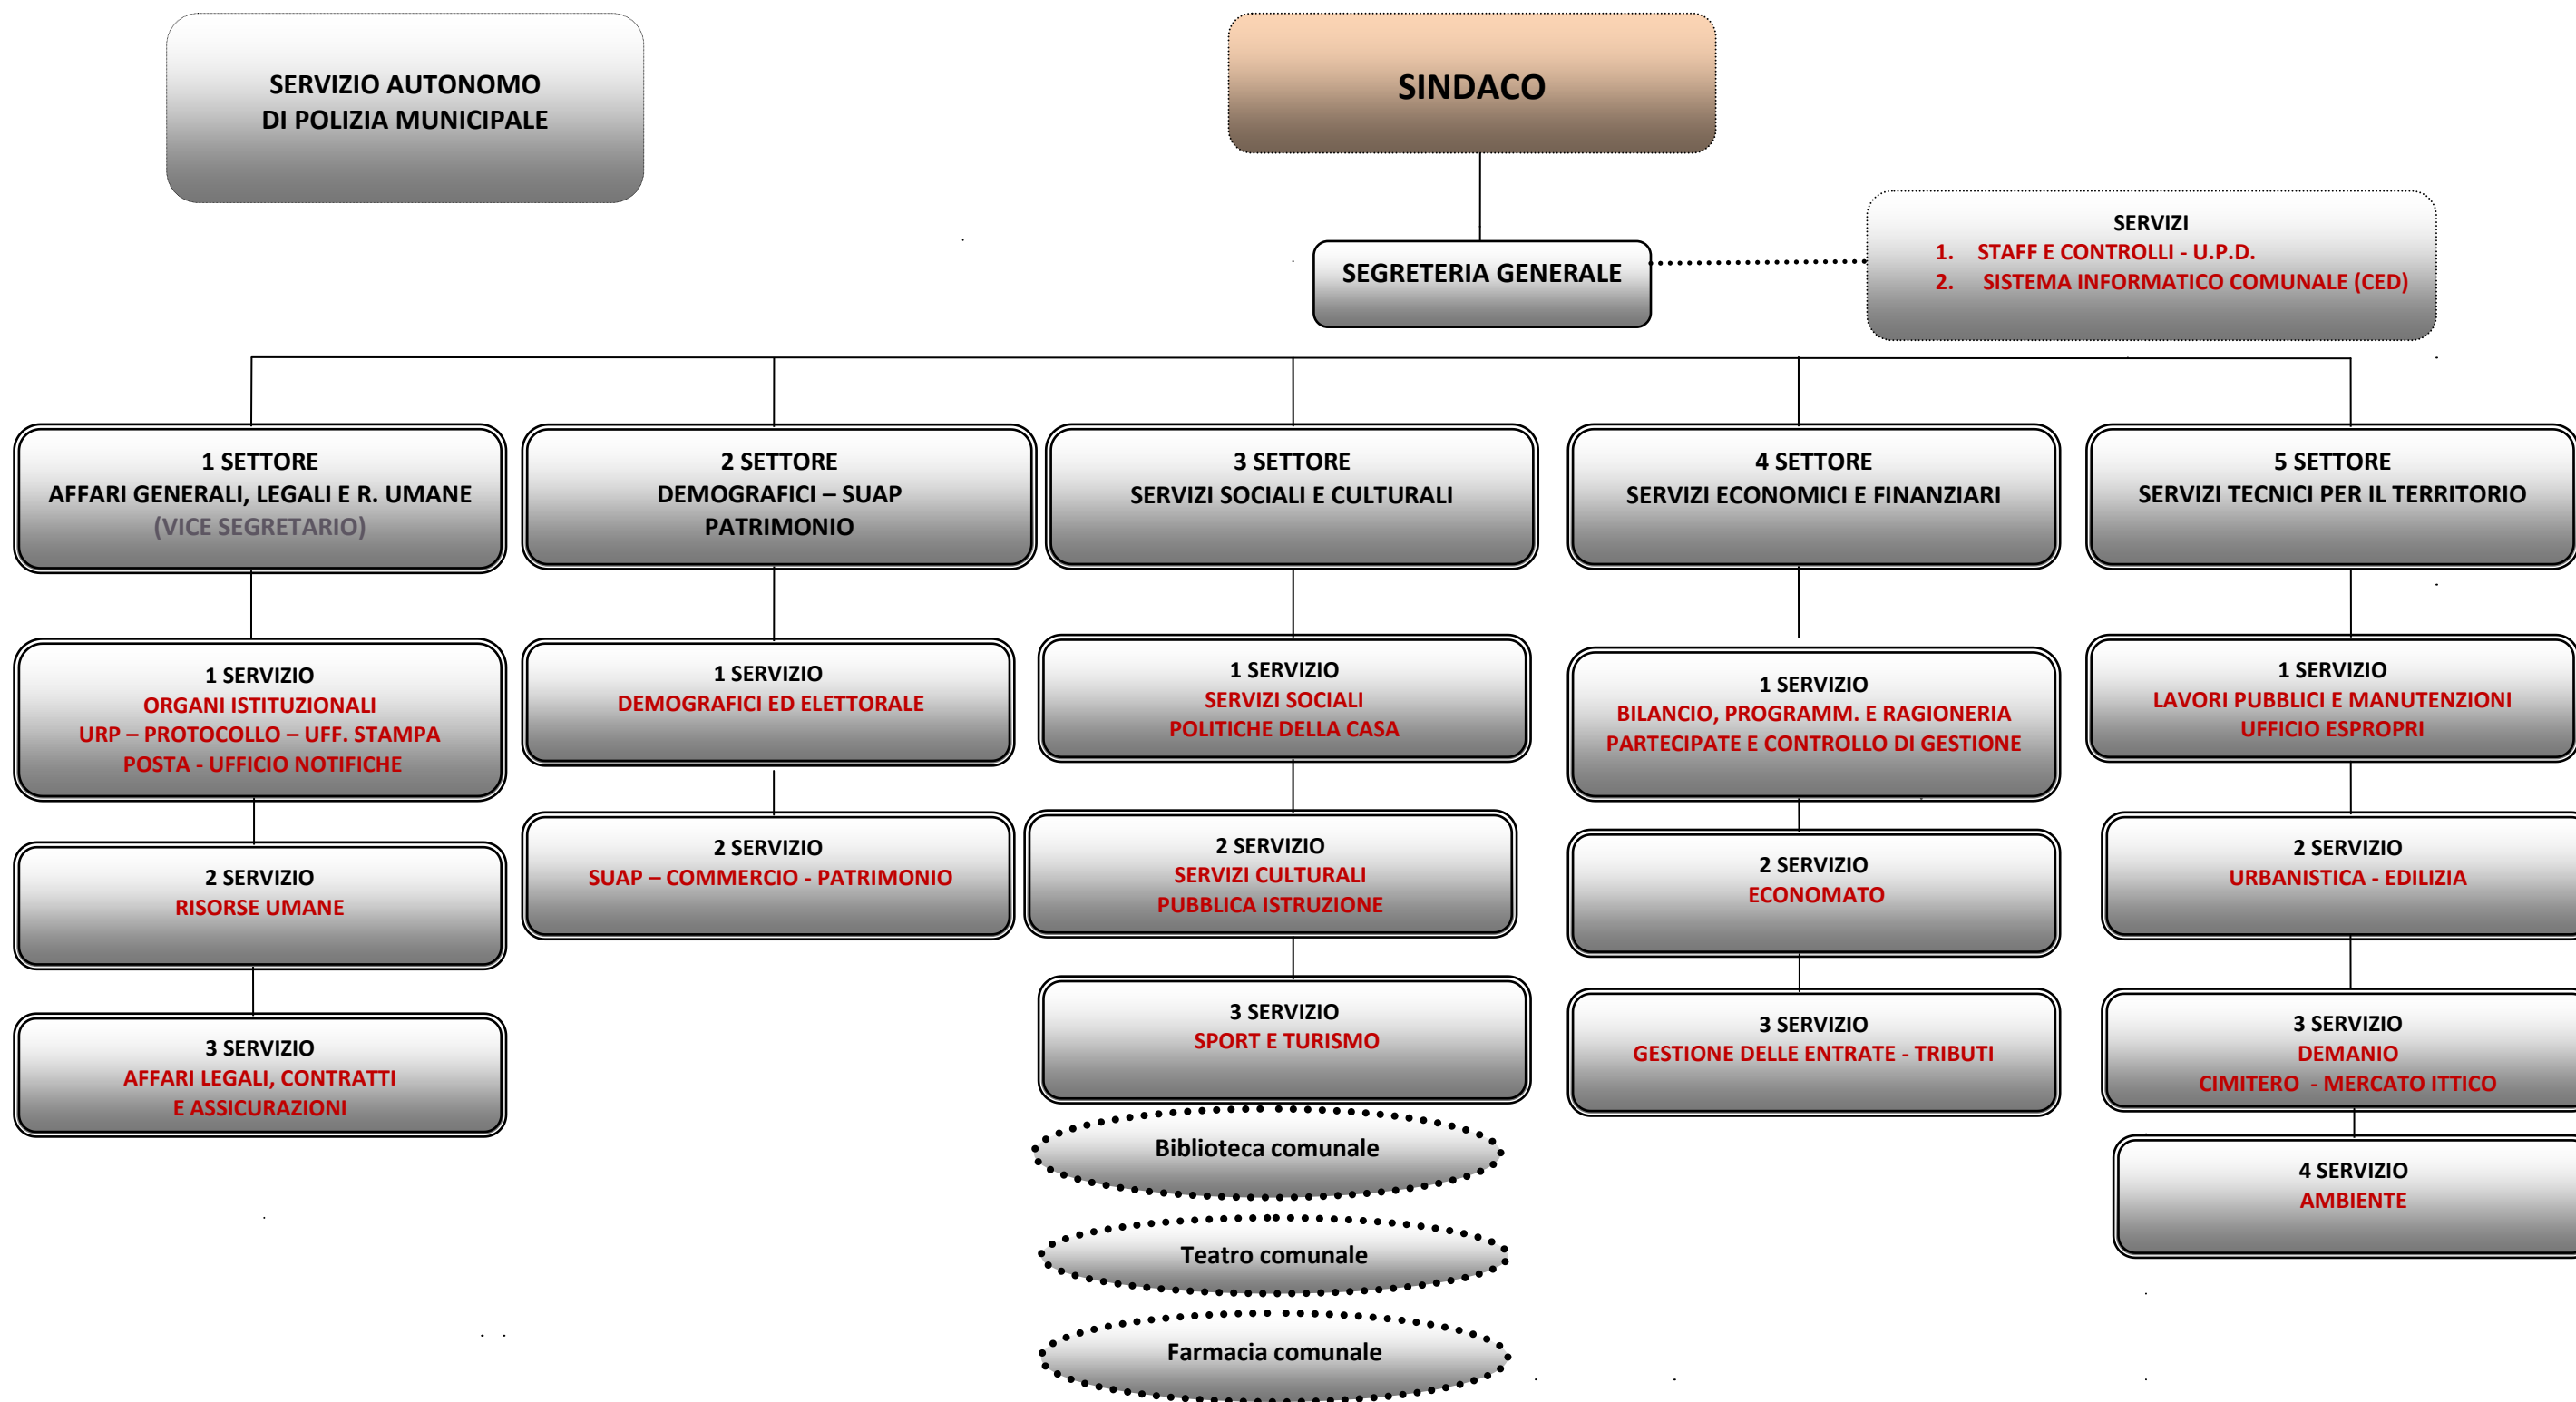 SERVIZIO AUTONOMO
DI POLIZIA MUNICIPALE
SINDACO
SEGRETERIA GENERALE
SERVIZI
1. STAFF E CONTROLLI - U.P.D.
2. SISTEMA INFORMATICO COMUNALE (CED)
1 SETTORE
AFFARI GENERALI, LEGALI E R. UMANE
(VICE SEGRETARIO)
2 SETTORE
DEMOGRAFICI – SUAP
PATRIMONIO
3 SETTORE
SERVIZI SOCIALI E CULTURALI
4 SETTORE
SERVIZI ECONOMICI E FINANZIARI
5 SETTORE
SERVIZI TECNICI PER IL TERRITORIO
1 SERVIZIO
ORGANI ISTITUZIONALI
URP – PROTOCOLLO – UFF. STAMPA
POSTA - UFFICIO NOTIFICHE
1 SERVIZIO
DEMOGRAFICI ED ELETTORALE
1 SERVIZIO
SERVIZI SOCIALI
POLITICHE DELLA CASA
1 SERVIZIO
BILANCIO, PROGRAMM. E RAGIONERIA
PARTECIPATE E CONTROLLO DI GESTIONE
1 SERVIZIO
LAVORI PUBBLICI E MANUTENZIONI
UFFICIO ESPROPRI
2 SERVIZIO
RISORSE UMANE
2 SERVIZIO
SUAP – COMMERCIO - PATRIMONIO
2 SERVIZIO
SERVIZI CULTURALI
PUBBLICA ISTRUZIONE
2 SERVIZIO
ECONOMATO
2 SERVIZIO
URBANISTICA - EDILIZIA
3 SERVIZIO
AFFARI LEGALI, CONTRATTI
E ASSICURAZIONI
3 SERVIZIO
SPORT E TURISMO
3 SERVIZIO
GESTIONE DELLE ENTRATE - TRIBUTI
3 SERVIZIO
DEMANIO
CIMITERO - MERCATO ITTICO
Biblioteca comunale
4 SERVIZIO
AMBIENTE
Teatro comunale
Farmacia comunale